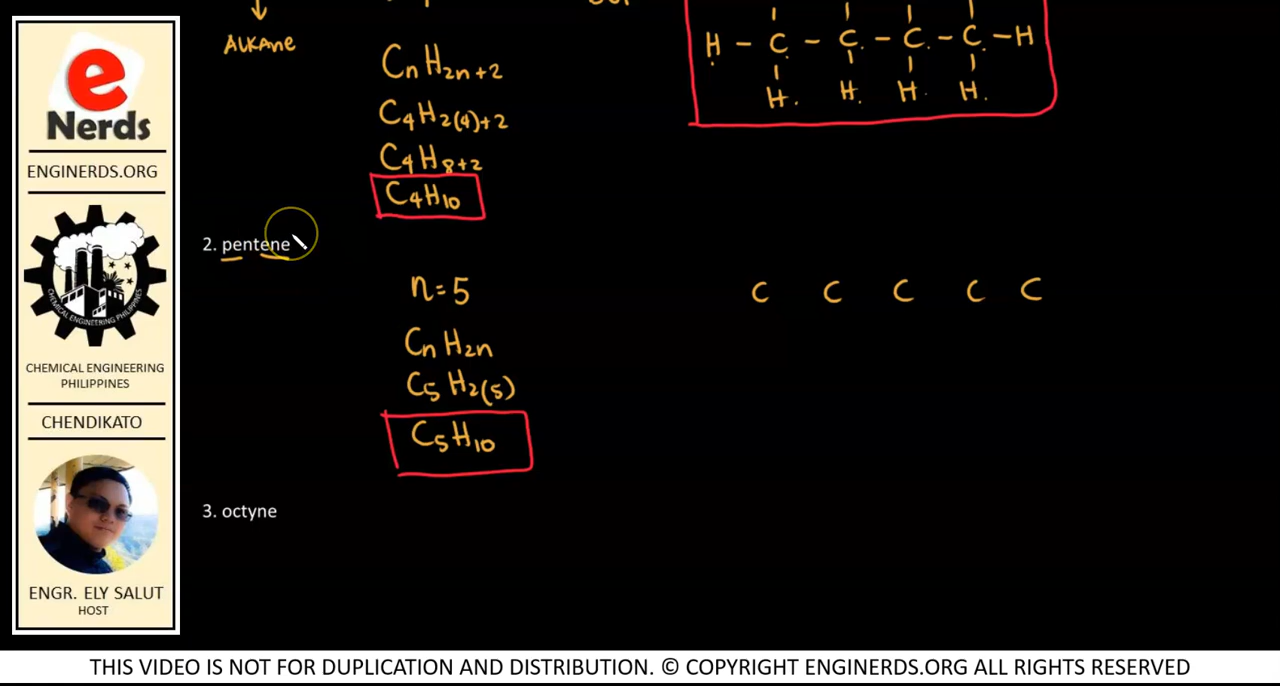 ALKANE
H - C - C - C - C - H
H H H H
CnH2n+2
C4H2(4)+2
C4H8+2
C4H10
e
Nerds
ENGINERDS.ORG
CHEMICAL ENGINEERING PHILIPPINES
CHEMICAL ENGINEERING
PHILIPPINES
CHENDIKATO
ENGR. ELY SALUT
HOST
2. pentene
n=5
C C C C C
CnH2n
C5H2(5)
C5H10
3. octyne
THIS VIDEO IS NOT FOR DUPLICATION AND DISTRIBUTION. © COPYRIGHT ENGINERDS.ORG ALL RIGHTS RESERVED